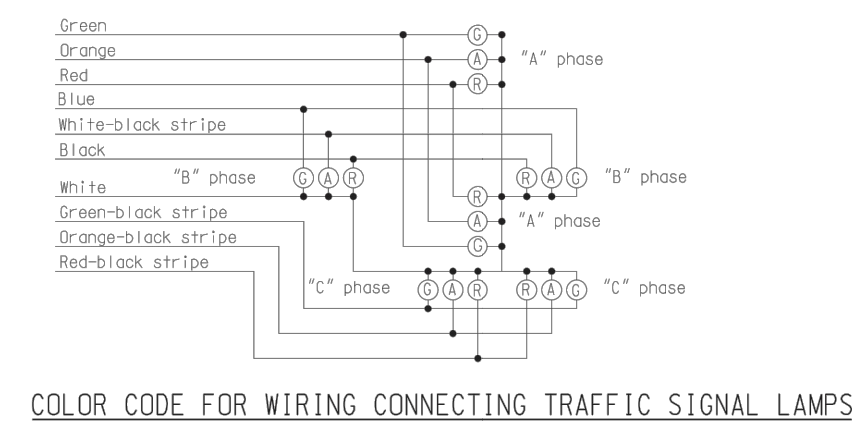 Green
G
Orange
A
"A" phase
Red
R
Blue
White-black stripe
Black
"B" phase
G A R
R A G
"B" phase
White
R
Green-black stripe
A
"A" phase
Orange-black stripe
G
Red-black stripe
"C" phase
G A R
R A G
"C" phase
COLOR CODE FOR WIRING CONNECTING TRAFFIC SIGNAL LAMPS